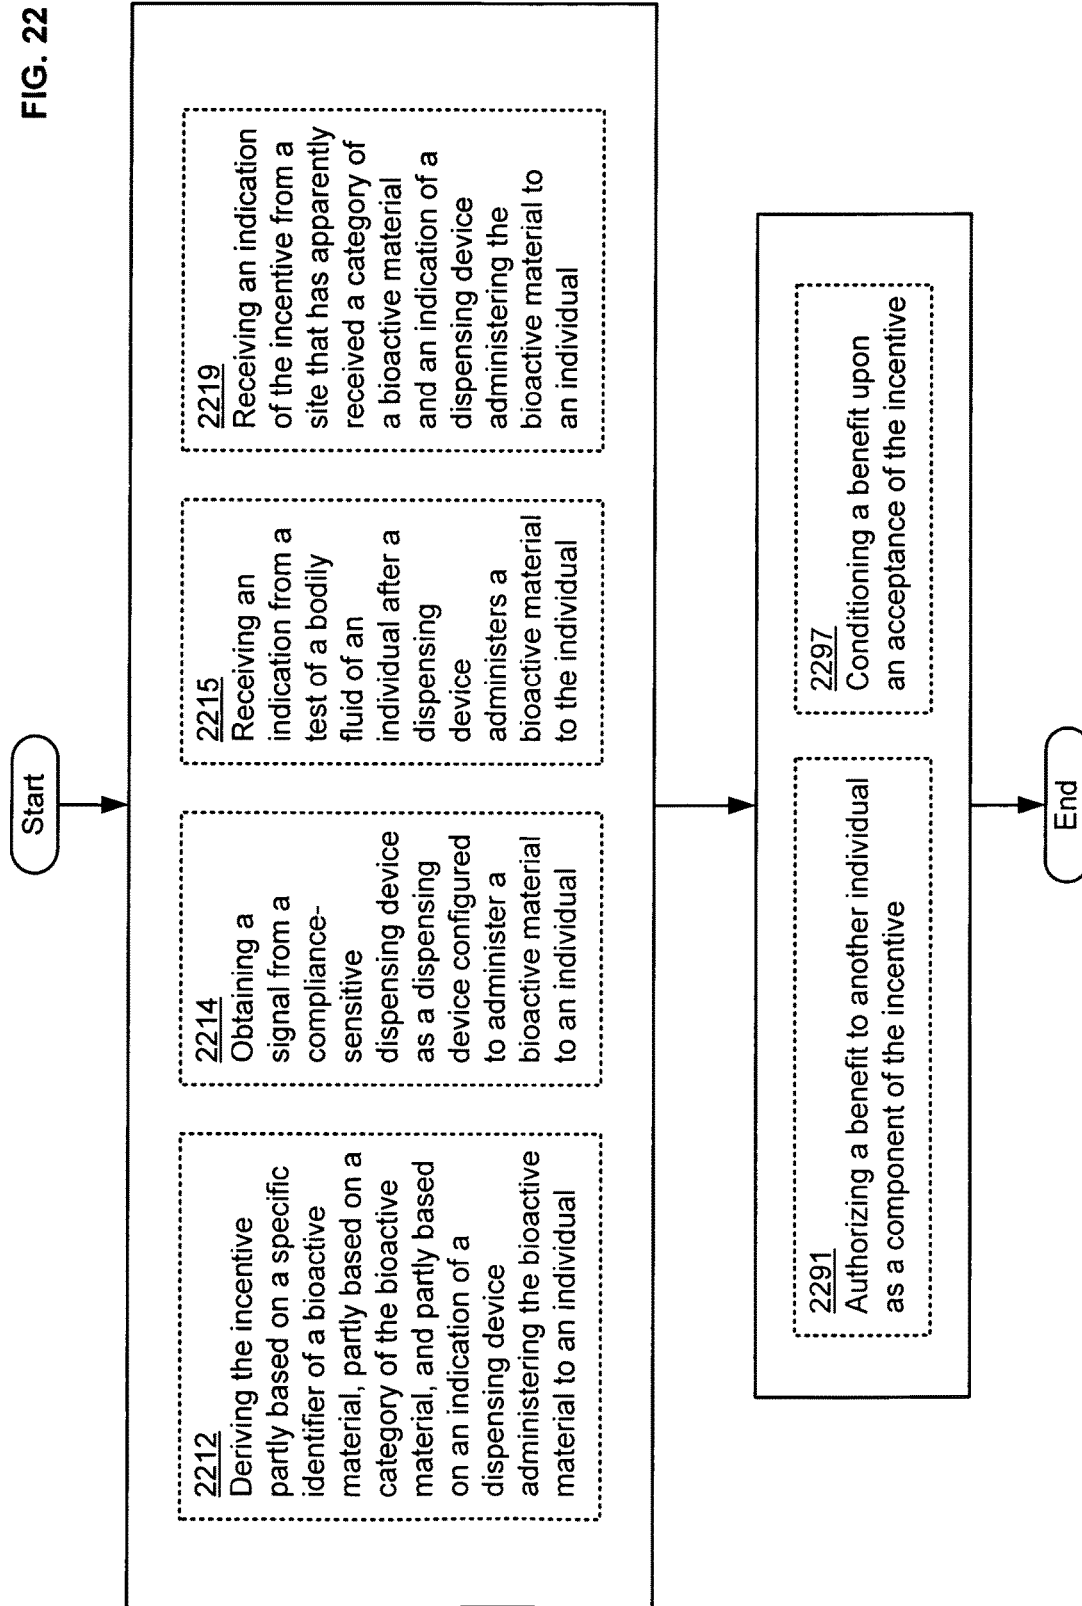 FIG. 22
Start
2212
Deriving the incentive
partly based on a specific
identifier of a bioactive
material, partly based on a
category of the bioactive
material, and partly based
on an indication of a
dispensing device
administering the bioactive
material to an individual
2214
Obtaining a
signal from a
compliance-
sensitive
dispensing device
as a dispensing
device configured
to administer a
bioactive material
to an individual
2215
Receiving an
indication from a
test of a bodily
fluid of an
individual after a
dispensing
device
administers a
bioactive material
to the individual
2219
Receiving an indication
of the incentive from a
site that has apparently
received a category of
a bioactive material
and an indication of a
dispensing device
administering the
bioactive material to
an individual
2291
Authorizing a benefit to another individual
as a component of the incentive
2297
Conditioning a benefit upon
an acceptance of the incentive
End